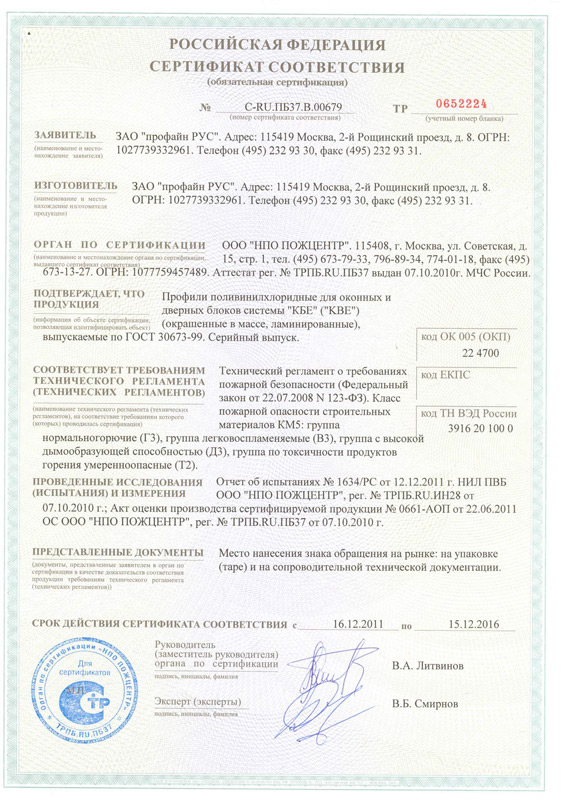 РОССИЙСКАЯ ФЕДЕРАЦИЯ
СЕРТИФИКАТ СООТВЕТСТВИЯ
(обязательная сертификация)
№ C-RU.ПБ37.В.00679 ТР 0652224
(номер сертификата соответствия) (учетный номер бланка)
ЗАЯВИТЕЛЬ ЗАО "профайн РУС". Адрес: 115419 Москва, 2-й Рощинский проезд, д. 8. ОГРН:
(наименование и место-
нахождение заявителя) 1027739332961. Телефон (495) 232 93 30, факс (495) 232 93 31.
ИЗГОТОВИТЕЛЬ ЗАО "профайн РУС". Адрес: 115419 Москва, 2-й Рощинский проезд, д. 8.
(наименование и место- ОГРН: 1027739332961. Телефон (495) 232 93 30, факс (495) 232 93 31.
нахождение изготовителя
продукции)
ОРГАН ПО СЕРТИФИКАЦИИ ООО "НПО ПОЖЦЕНТР". 115408, г. Москва, ул. Советская, д.
(наименование и местонахождение органа по сертификации,
выдавшего сертификат соответствия) 15, стр. 1, тел. (495) 673-79-33, 796-89-34, 774-01-18, факс (495)
673-13-27. ОГРН: 1077759457489. Аттестат рег. № ТРПБ.RU.ПБ37 выдан 07.10.2010г. МЧС России.
ПОДТВЕРЖДАЕТ, ЧТО Профили поливинилхлоридные для оконных и
ПРОДУКЦИЯ дверных блоков системы "КБЕ" ("KBE")
(информация об объекте сертификации,
позволяющая идентифицировать объект) (окрашенные в массе, ламинированные),
выпускаемые по ГОСТ 30673-99. Серийный выпуск.
код ОК 005 (ОКП)
22 4700
СООТВЕТСТВУЕТ ТРЕБОВАНИЯМ Технический регламент о требованиях
ТЕХНИЧЕСКОГО РЕГЛАМЕНТА пожарной безопасности (Федеральный
(ТЕХНИЧЕСКИХ РЕГЛАМЕНТОВ) закон от 22.07.2008 N 123-ФЗ). Класс
код ЕКПС
(наименование технического регламента (технических пожарной опасности строительных
регламентов), на соответствие требованиям которого
(которых) проводилась сертификация) материалов КМ5: группа
код ТН ВЭД России
3916 20 100 0
нормальногорючие (Г3), группа легковоспламеняемые (В3), группа с высокой
дымообразующей способностью (Д3), группа по токсичности продуктов
горения умеренноопасные (Т2).
ПРОВЕДЕННЫЕ ИССЛЕДОВАНИЯ Отчет об испытаниях № 1634/РС от 12.12.2011 г. НИЛ ПВБ
(ИСПЫТАНИЯ) И ИЗМЕРЕНИЯ ООО "НПО ПОЖЦЕНТР", рег. № ТРПБ.RU.ИН28 от
07.10.2010 г.; Акт оценки производства сертифицируемой продукции № 0661-АОП от 22.06.2011
ОС ООО "НПО ПОЖЦЕНТР", рег. № ТРПБ.RU.ПБ37 от 07.10.2010 г.
ПРЕДСТАВЛЕННЫЕ ДОКУМЕНТЫ Место нанесения знака обращения на рынке: на упаковке
(документы, представленные заявителем в орган по (таре) и на сопроводительной технической документации.
сертификации в качестве доказательств соответствия
продукции требованиям технического регламента
(технических регламентов))
СРОК ДЕЙСТВИЯ СЕРТИФИКАТА СООТВЕТСТВИЯ с 16.12.2011 по 15.12.2016
Руководитель
(заместитель руководителя)
органа по сертификации В.А. Литвинов
подпись, инициалы, фамилия
Эксперт (эксперты) В.Б. Смирнов
подпись, инициалы, фамилия
Орган по сертификации «НПО ПОЖЦЕНТР»
Для
сертификатов
М.П.
ТРПБ.RU.ПБ37